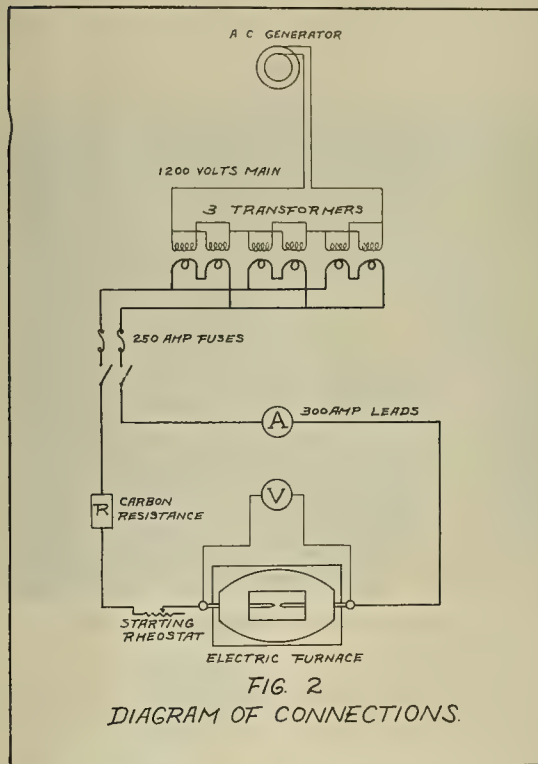 A C GENERATOR
1200 VOLTS MAIN
3 TRANSFORMERS
250 AMP FUSES
300 AMP LEADS
A
V
R
CARBON
RESISTANCE
STARTING
RHEOSTAT
ELECTRIC FURNACE
FIG. 2
DIAGRAM OF CONNECTIONS.